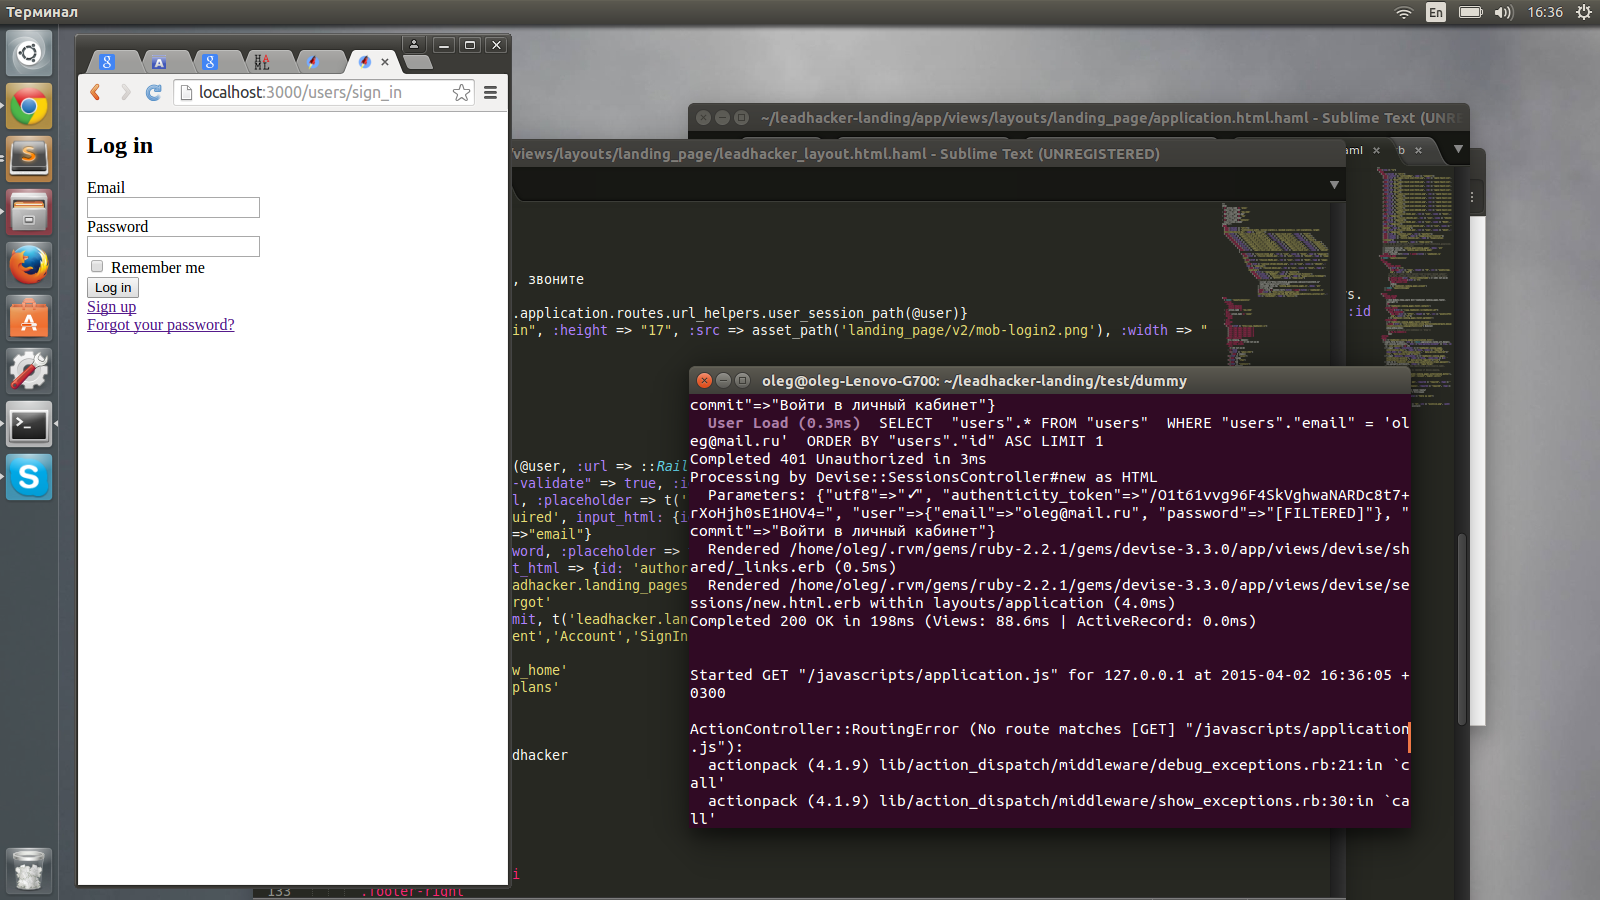 Терминал
En
16:36
localhost:3000/users/sign_in
Log in
Email
Password
Remember me
Log in
Sign up
Forgot your password?
~/leadhacker-landing/app/views/layouts/landing_page/application.html.haml - Sublime Text (UNRE
/views/layouts/landing_page/leadhacker_layout.html.haml - Sublime Text (UNREGISTERED)
aml
b
, звоните
.application.routes.url_helpers.user_session_path(@user)}
in", :height => "17", :src => asset_path('landing_page/v2/mob-login2.png'), :width => "
s.
:id
(@user, :url => ::Rail
-validate" => true, :i
l, :placeholder => t('
uired', input_html: {i
=>"email"}
word, :placeholder =>
t_html => {id: 'author
adhacker.landing_pages
rgot'
mit, t('leadhacker.lan
ent','Account','SignIn
w_home'
plans'
dhacker
i
133 .footer-right
oleg@oleg-Lenovo-G700: ~/leadhacker-landing/test/dummy
commit"=>"Войти в личный кабинет"}
User Load (0.3ms) SELECT "users".* FROM "users" WHERE "users"."email" = 'ol
eg@mail.ru' ORDER BY "users"."id" ASC LIMIT 1
Completed 401 Unauthorized in 3ms
Processing by Devise::SessionsController#new as HTML
Parameters: {"utf8"=>"✓", "authenticity_token"=>"/O1t61vvg96F4SkVghwaNARDc8t7+
rXoHjh0sE1HOV4=", "user"=>{"email"=>"oleg@mail.ru", "password"=>"[FILTERED]"}, "
commit"=>"Войти в личный кабинет"}
Rendered /home/oleg/.rvm/gems/ruby-2.2.1/gems/devise-3.3.0/app/views/devise/sh
ared/_links.erb (0.5ms)
Rendered /home/oleg/.rvm/gems/ruby-2.2.1/gems/devise-3.3.0/app/views/devise/se
ssions/new.html.erb within layouts/application (4.0ms)
Completed 200 OK in 198ms (Views: 88.6ms | ActiveRecord: 0.0ms)
Started GET "/javascripts/application.js" for 127.0.0.1 at 2015-04-02 16:36:05 +
0300
ActionController::RoutingError (No route matches [GET] "/javascripts/application
.js"):
actionpack (4.1.9) lib/action_dispatch/middleware/debug_exceptions.rb:21:in `c
all'
actionpack (4.1.9) lib/action_dispatch/middleware/show_exceptions.rb:30:in `ca
ll'